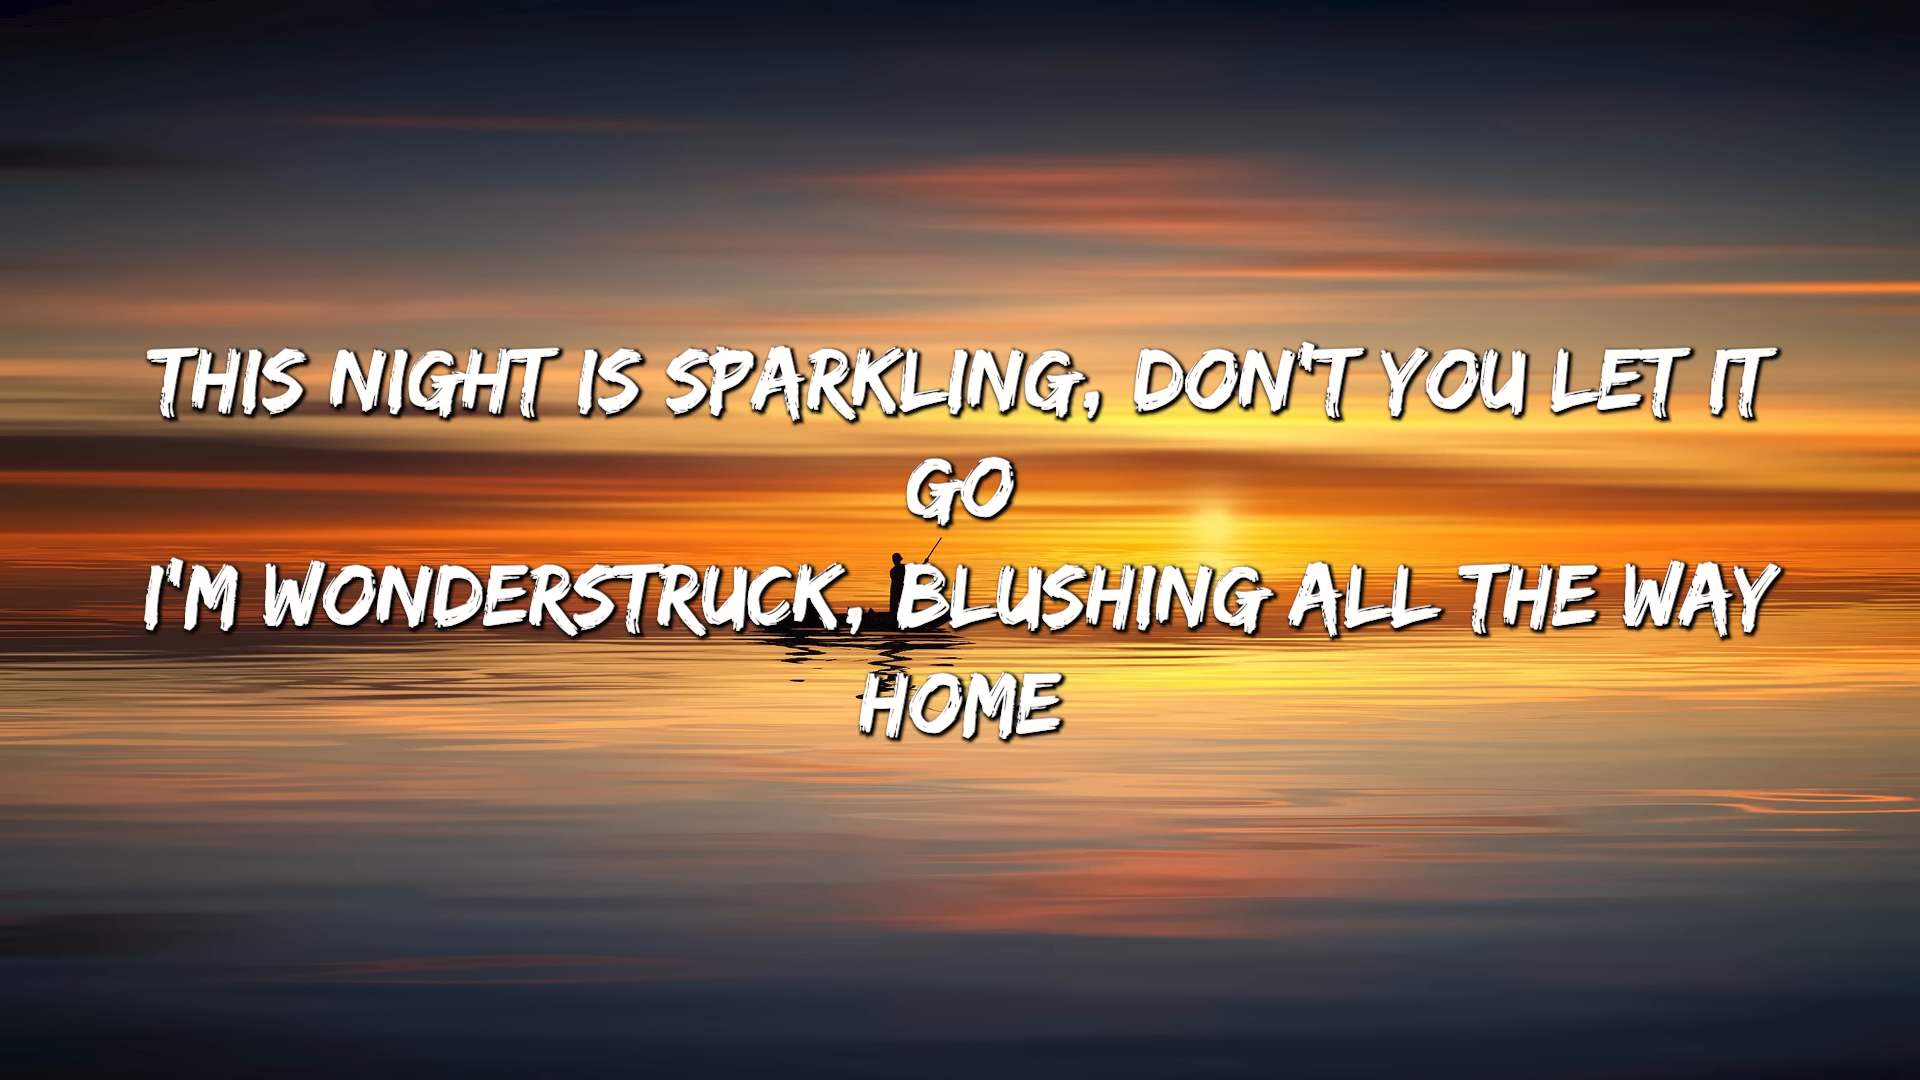 THIS NIGHT IS SPARKLING, DON'T YOU LET IT
GO
I'M WONDERSTRUCK, BLUSHING ALL THE WAY
HOME